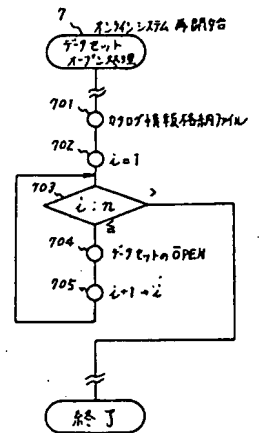 7 オンラインシステム 再開始
データセット
オープン処理
701
カタログ情報格納ファイル
702
i=1
703
i:n
>
≦
704
データセットのOPEN
705
i+1→i
終了